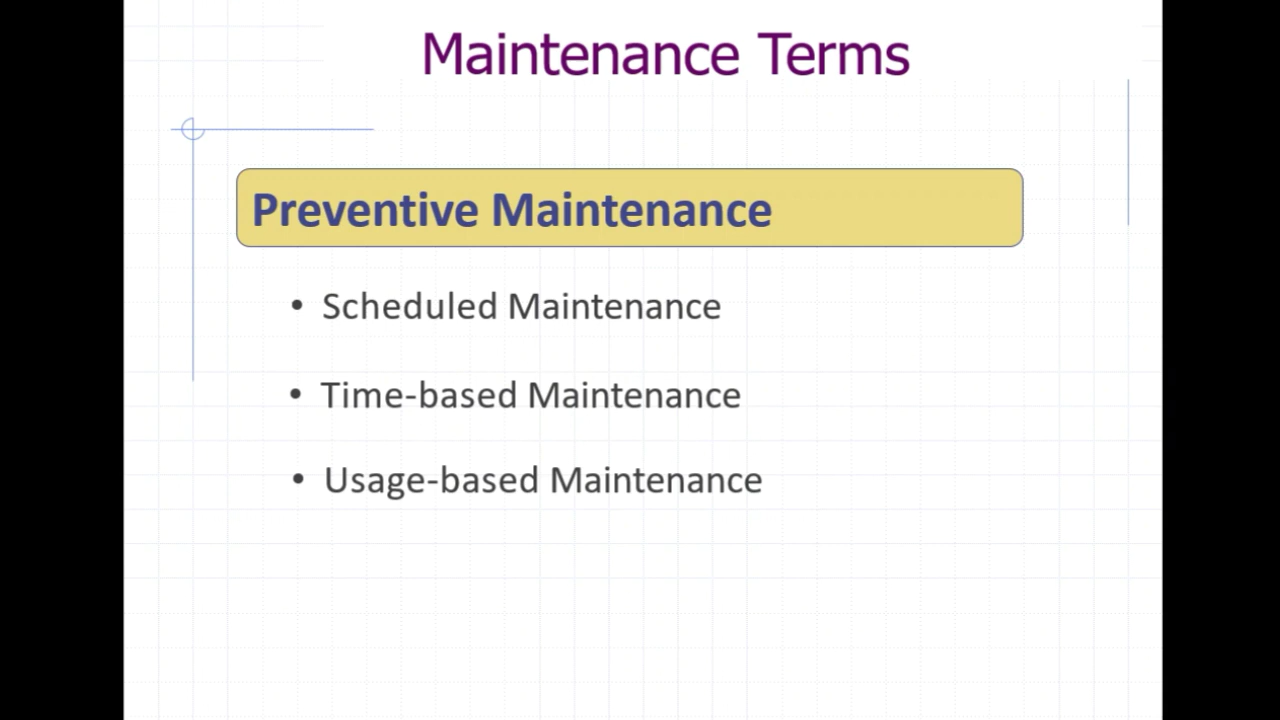 Maintenance Terms
Preventive Maintenance
• Scheduled Maintenance
• Time-based Maintenance
• Usage-based Maintenance